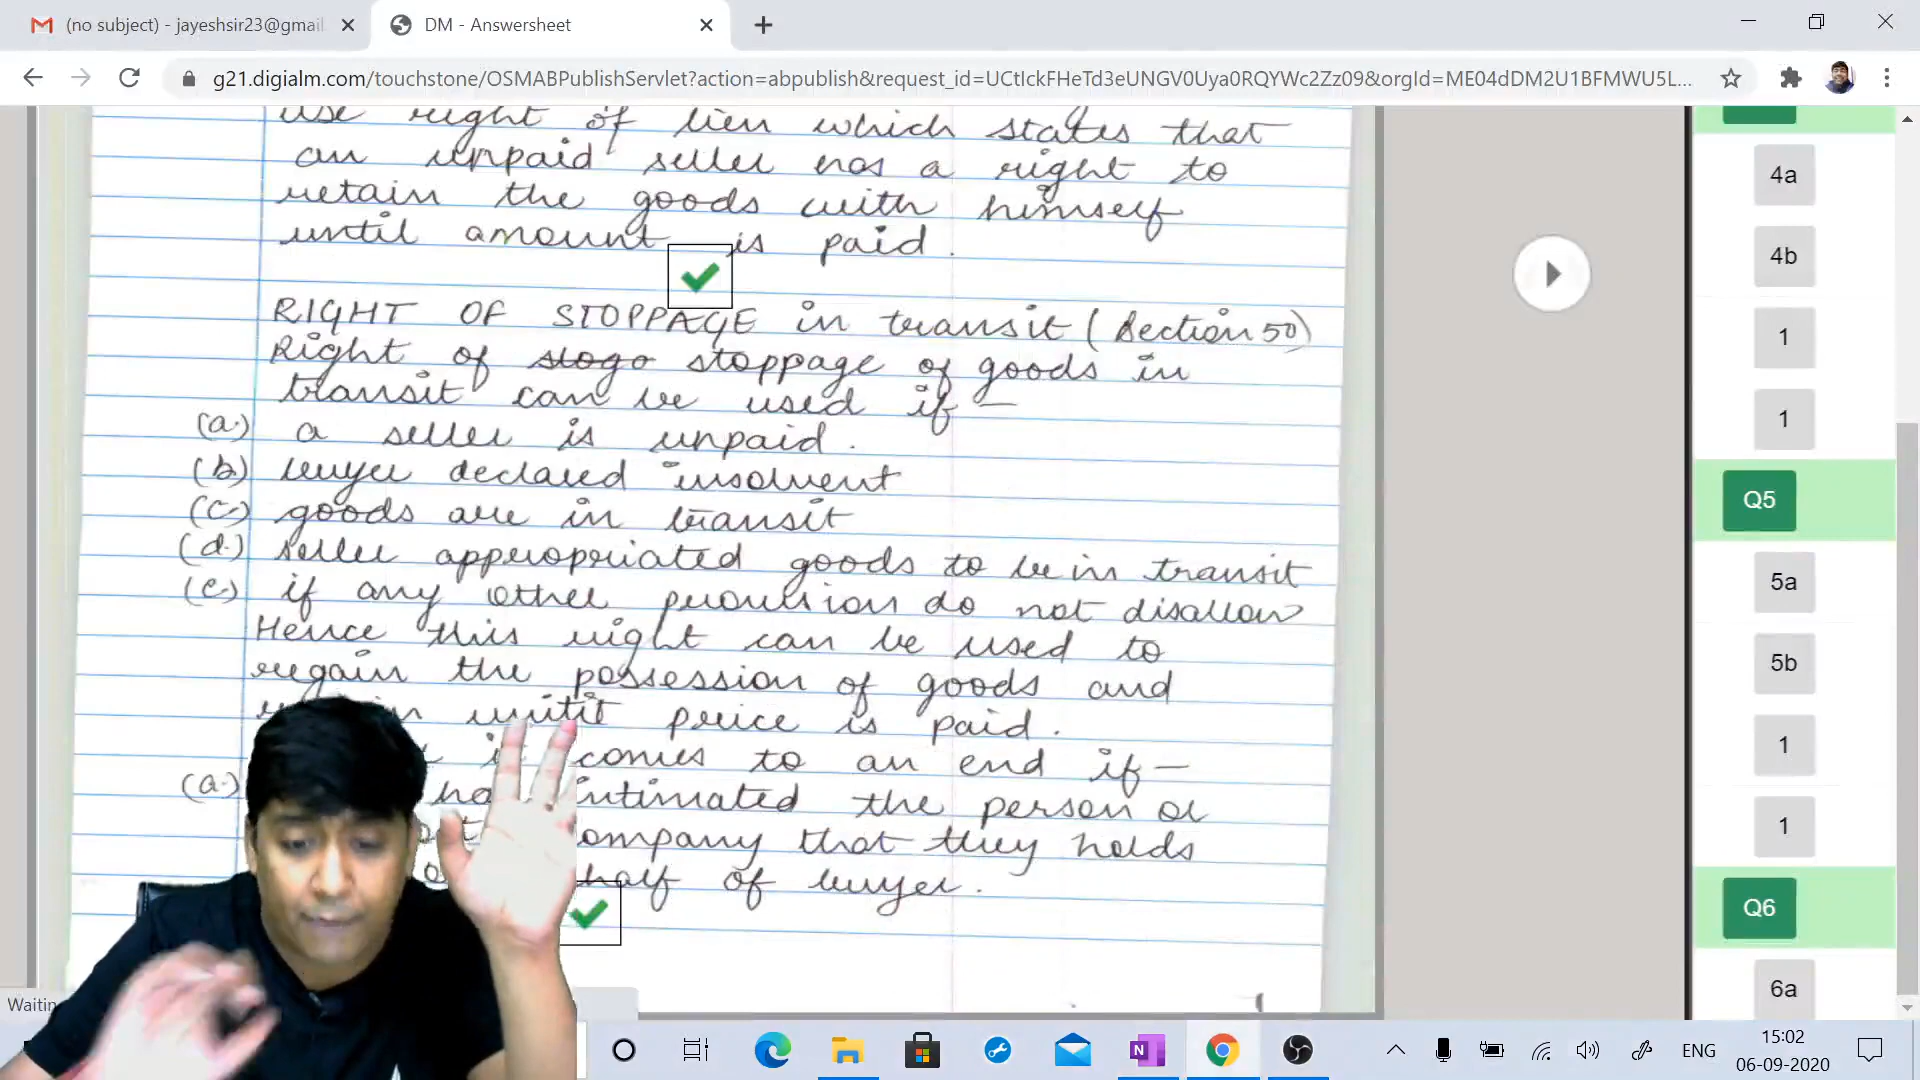 (no subject) - jayeshsir23@gmail
DM - Answersheet
g21.digialm.com/touchstone/OSMABPublishServlet?action=abpublish&request_id=UCtIckFHeTd3eUNGV0Uya0RQYWc2Zz09&orgId=ME04dDM2U1BFMWU5L...
use right of lien which states that
an unpaid seller has a right to
retain the goods with himself
until amount is paid.
RIGHT OF STOPPAGE in transit (Section 50)
Right of stoppage of goods in
transit can be used if —
(a.) a seller is unpaid.
(b) buyer declared insolvent
(c.) goods are in transit
(d.) seller appropriated goods to be in transit
(e.) if any other provision do not disallow
Hence this right can be used to
regain the possession of goods and
price is paid.
comes to an end if —
(a.) intimated the person or
company that they holds
of buyer.
4a
4b
1
1
Q5
5a
5b
1
1
Q6
6a
Waitin
ENG
15:02
06-09-2020